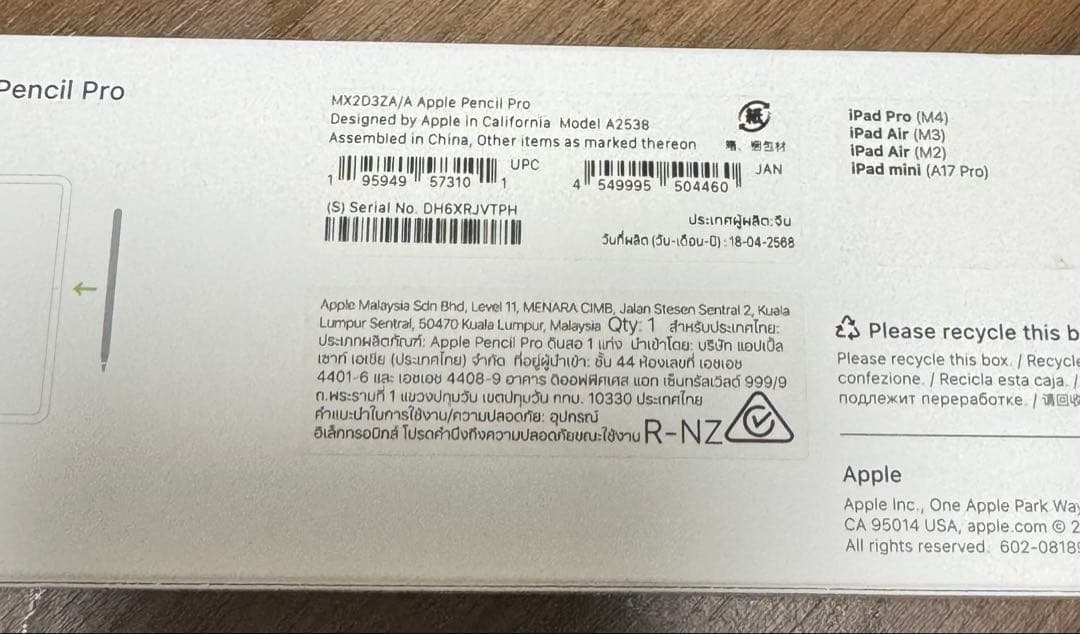 Pencil Pro
MX2D3ZA/A Apple Pencil Pro
Designed by Apple in California Model A2538
Assembled in China, Other items as marked thereon
紙
箱、個包材
1 95949 57310 1 UPC
4 549995 504460 JAN
(S) Serial No. DH6XRJVTPH
ประเทศผู้ผลิต:จีน
วันที่ผลิต (วัน-เดือน-ปี) : 18-04-2568
Apple Malaysia Sdn Bhd, Level 11, MENARA CIMB, Jalan Stesen Sentral 2, Kuala
Lumpur Sentral, 50470 Kuala Lumpur, Malaysia Qty: 1 สำหรับประเทศไทย:
ประเภทผลิตภัณฑ์: Apple Pencil Pro ดินสอ 1 แท่ง นำเข้าโดย: บริษัท แอปเปิ้ล
เซาท์ เอเชีย (ประเทศไทย) จำกัด ที่อยู่ผู้นำเข้า: ชั้น 44 ห้องเลขที่ เอชเอช
4401-6 และ เอชเอช 4408-9 อาคาร ดิออฟฟิศเศส แอท เซ็นทรัลเวิลด์ 999/9
ถ.พระรามที่ 1 แขวงปทุมวัน เขตปทุมวัน กทม. 10330 ประเทศไทย
คำแนะนำในการใช้งาน/ความปลอดภัย: อุปกรณ์
อิเล็กทรอนิกส์ โปรดคำนึงถึงความปลอดภัยขณะใช้งาน R-NZ
iPad Pro (M4)
iPad Air (M3)
iPad Air (M2)
iPad mini (A17 Pro)
Please recycle this b
Please recycle this box. / Recycle
confezione. / Recicla esta caja. /
подлежит переработке. / 请回收
Apple
Apple Inc., One Apple Park Way
CA 95014 USA, apple.com © 2
All rights reserved. 602-08189